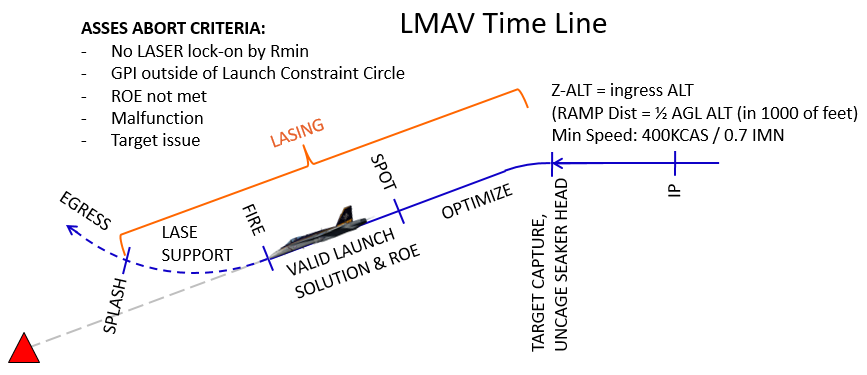 LMAV Time Line
ASSES ABORT CRITERIA:
- No LASER lock-on by Rmin
- GPI outside of Launch Constraint Circle
- ROE not met
- Malfunction
- Target issue
Z-ALT = ingress ALT
(RAMP Dist = ½ AGL ALT (in 1000 of feet)
Min Speed: 400KCAS / 0.7 IMN
LASING
EGRESS
LASE
SUPPORT
SPLASH
FIRE
VALID LAUNCH
SOLUTION & ROE
SPOT
OPTIMIZE
TARGET CAPTURE,
UNCAGE SEAKER HEAD
IP